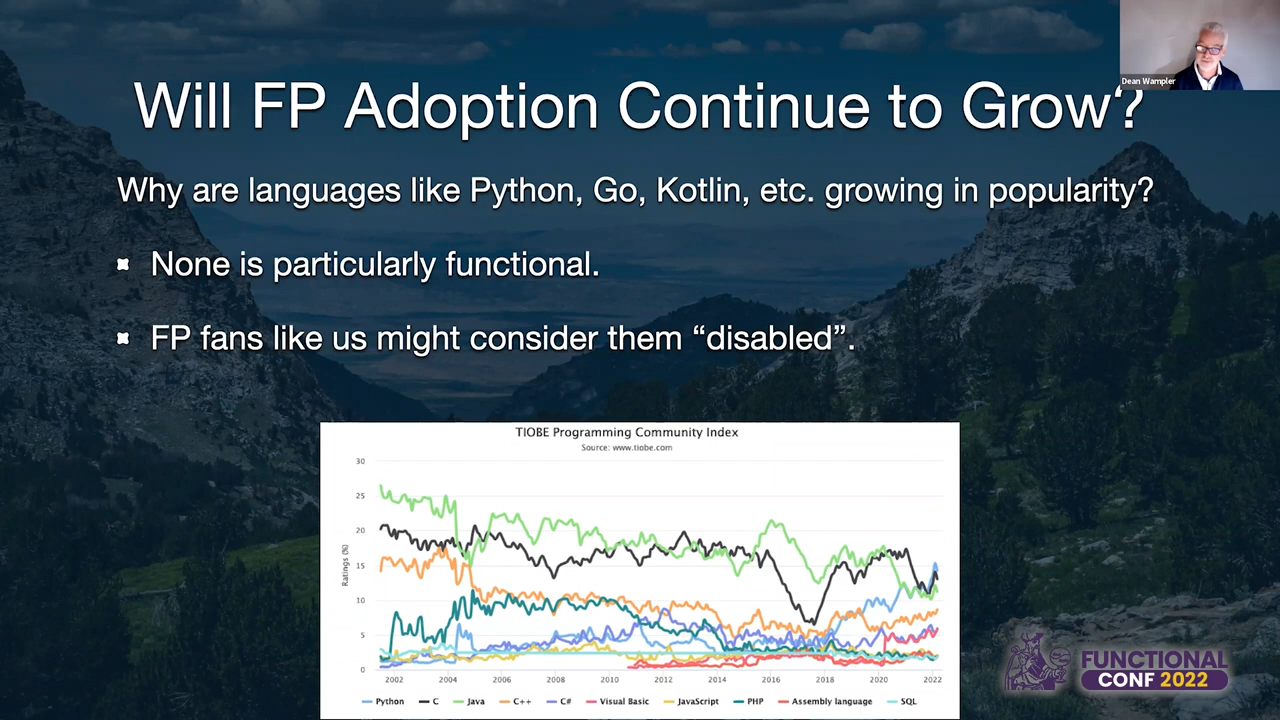 Dean Wampler
Will FP Adoption Continue to Grow?
Why are languages like Python, Go, Kotlin, etc. growing in popularity?
None is particularly functional.
FP fans like us might consider them “disabled”.
TIOBE Programming Community Index
Source: www.tiobe.com
30
25
20
15
10
5
0
Ratings (%)
2002 2004 2006 2008 2010 2012 2014 2016 2018 2020 2022
Python C Java C++ C# Visual Basic JavaScript PHP Assembly language SQL
FUNCTIONAL
CONF 2022